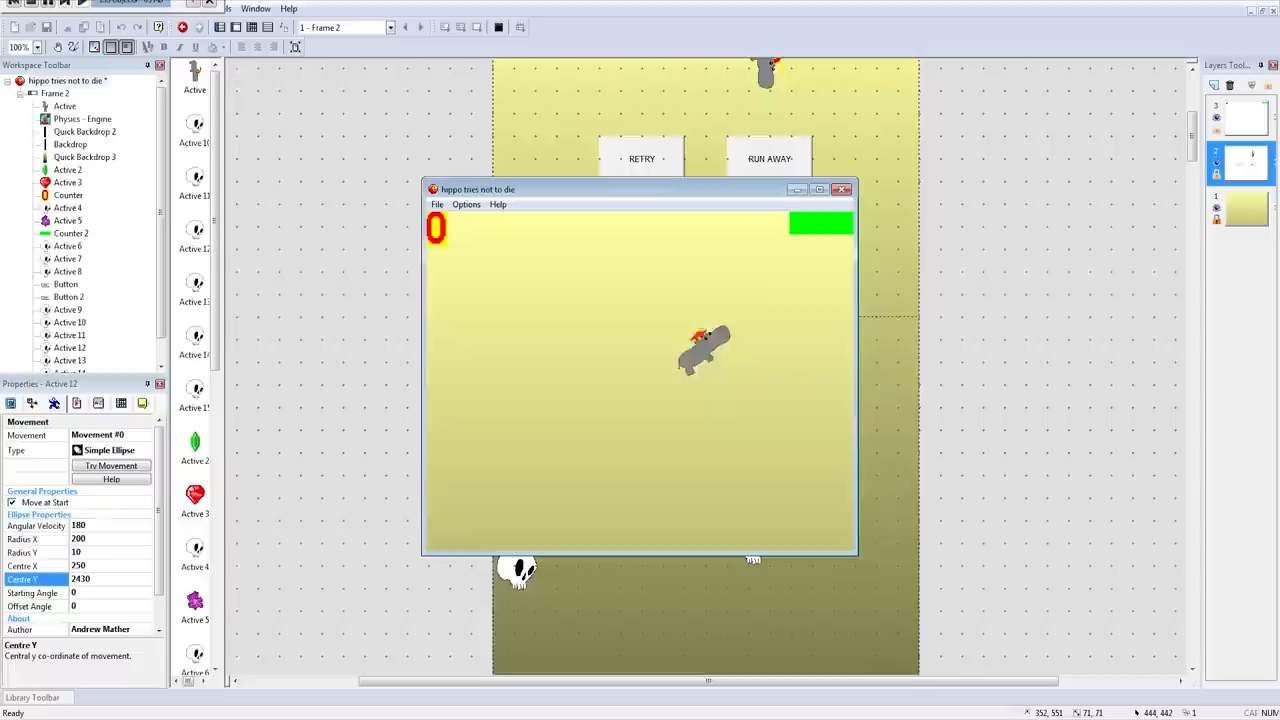 Window Help
1 - Frame 2
100%
Workspace Toolbar
hippo tries not to die *
Frame 2
Active
Physics - Engine
Quick Backdrop 2
Backdrop
Quick Backdrop 3
Active 2
Active 3
Counter
Active 4
Active 5
Counter 2
Active 6
Active 7
Active 8
Button
Button 2
Active 9
Active 10
Active 11
Active 12
Active 13
Properties - Active 12
Movement
Movement Movement #0
Type Simple Ellipse
Try Movement
Help
General Properties
Move at Start
Ellipse Properties
Angular Velocity 180
Radius X 200
Radius Y 10
Centre X 250
Centre Y 2430
Starting Angle 0
Offset Angle 0
About
Author Andrew Mather
Centre Y
Central y co-ordinate of movement.
Library Toolbar
Ready
Active
Active 10
Active 11
Active 12
Active 13
Active 14
Active 15
Active 2
Active 3
Active 4
Active 5
Active 6
RETRY
RUN AWAY
hippo tries not to die
File Options Help
0
Layers Tool...
3
2
1
352, 551
71, 71
444, 442
1
CAF NUM